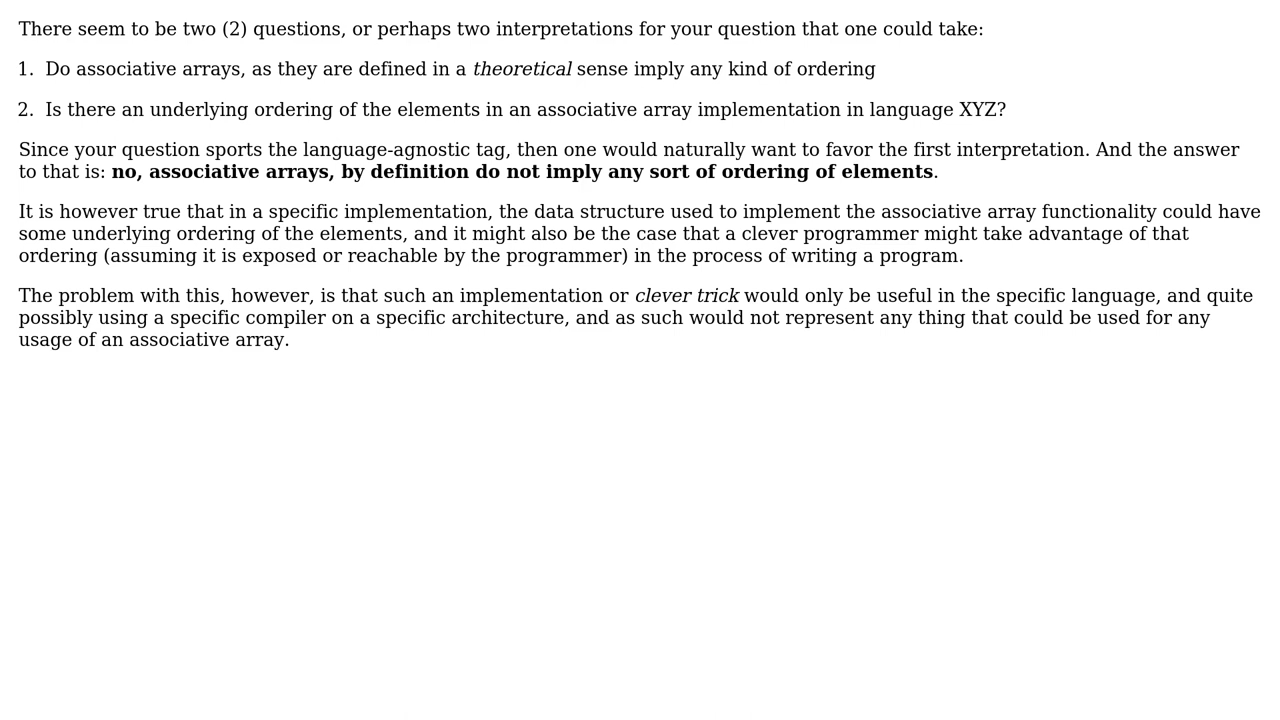 There seem to be two (2) questions, or perhaps two interpretations for your question that one could take:
1. Do associative arrays, as they are defined in a theoretical sense imply any kind of ordering
2. Is there an underlying ordering of the elements in an associative array implementation in language XYZ?
Since your question sports the language-agnostic tag, then one would naturally want to favor the first interpretation. And the answer
to that is: no, associative arrays, by definition do not imply any sort of ordering of elements.
It is however true that in a specific implementation, the data structure used to implement the associative array functionality could have
some underlying ordering of the elements, and it might also be the case that a clever programmer might take advantage of that
ordering (assuming it is exposed or reachable by the programmer) in the process of writing a program.
The problem with this, however, is that such an implementation or clever trick would only be useful in the specific language, and quite
possibly using a specific compiler on a specific architecture, and as such would not represent any thing that could be used for any
usage of an associative array.